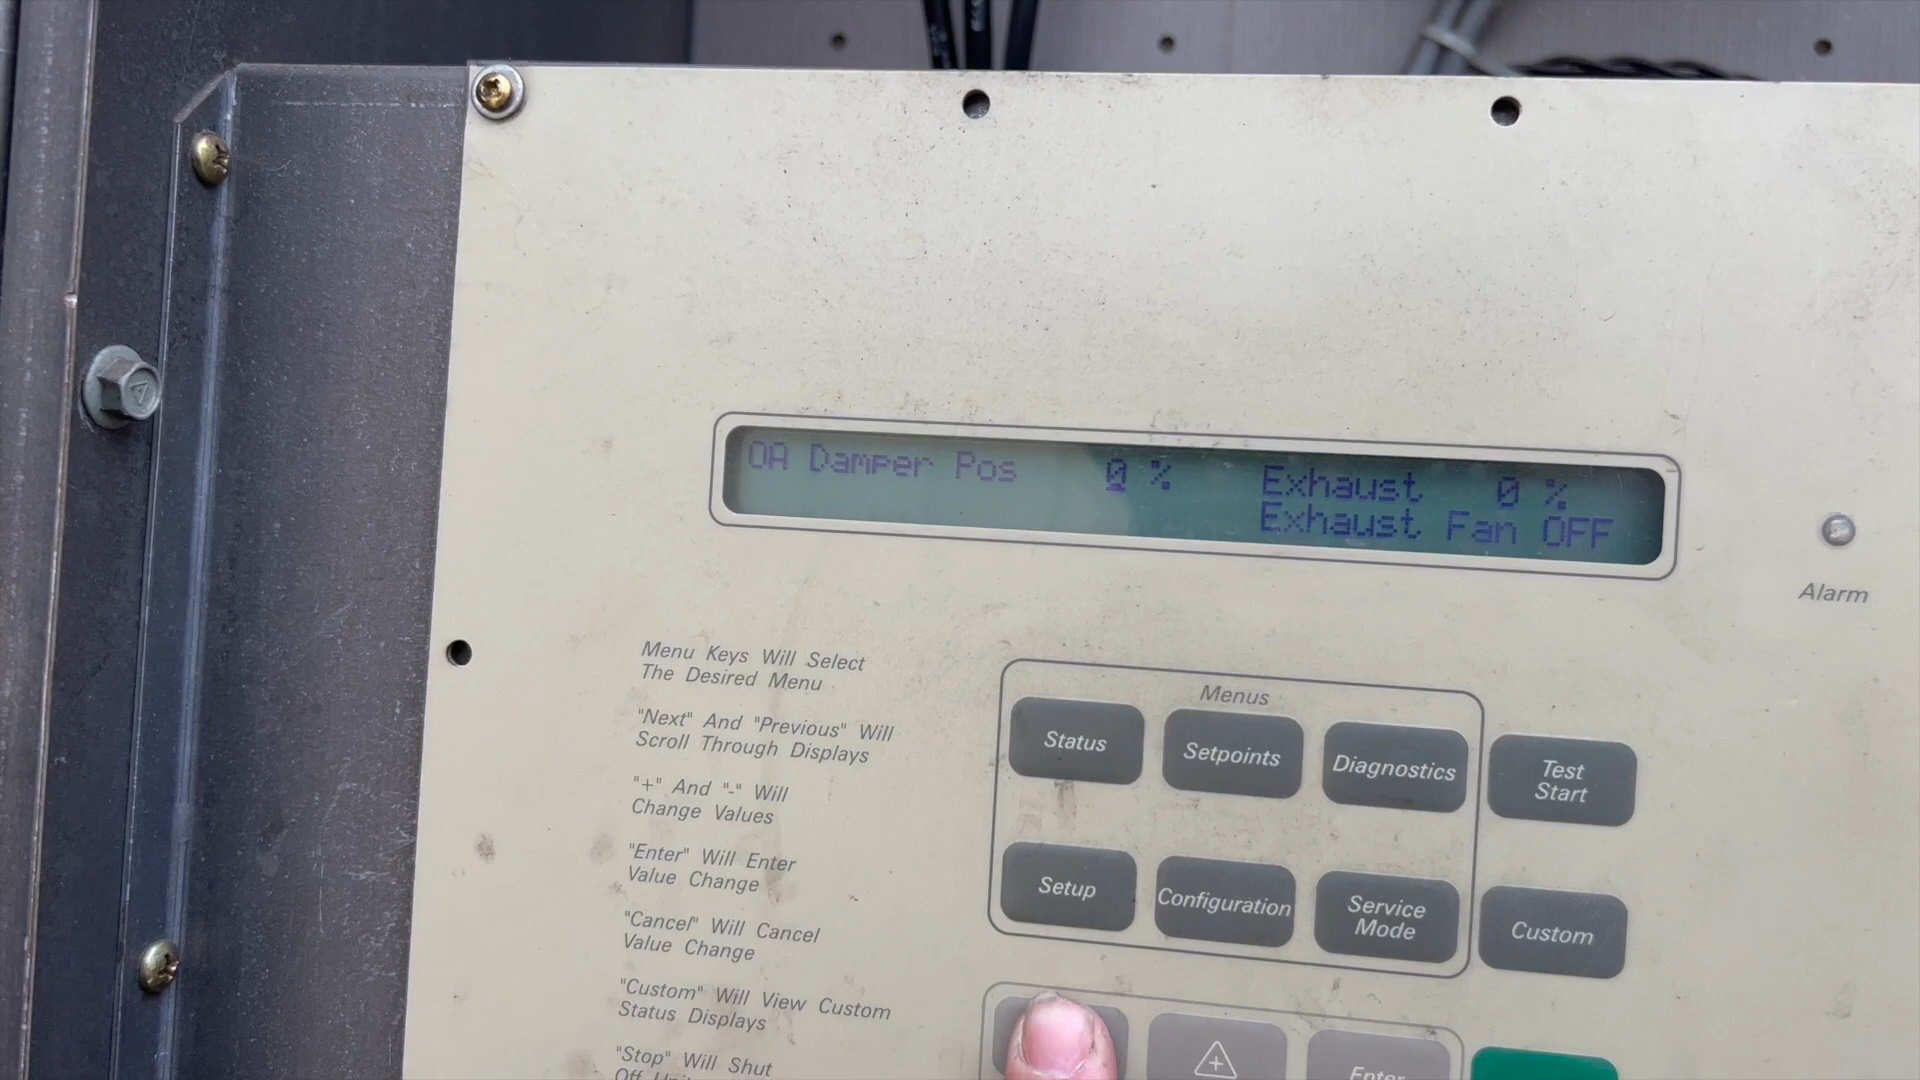 OA Damper Pos 0 % Exhaust 0 %
Exhaust Fan OFF
Alarm
Menu Keys Will Select
The Desired Menu
"Next" And "Previous" Will
Scroll Through Displays
"+" And "-" Will
Change Values
"Enter" Will Enter
Value Change
"Cancel" Will Cancel
Value Change
"Custom" Will View Custom
Status Displays
"Stop" Will Shut
Off Unit
Menus
Status
Setpoints
Diagnostics
Test
Start
Setup
Configuration
Service
Mode
Custom
+
Enter